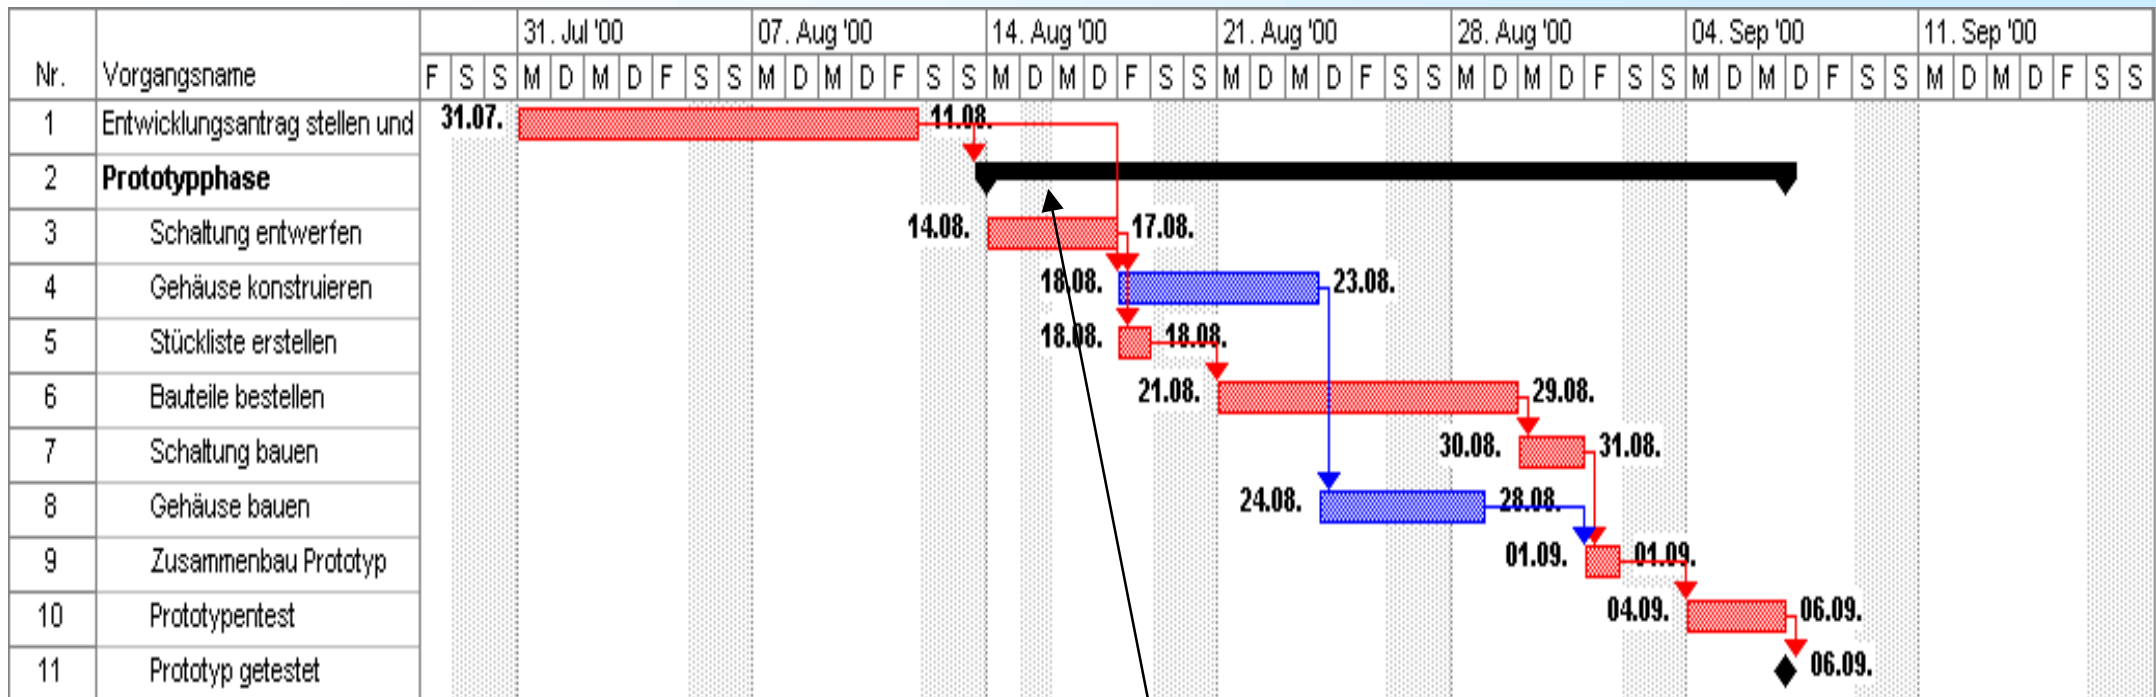 31. Jul '00 07. Aug '00 14. Aug '00 21. Aug '00 28. Aug '00 04. Sep '00 11. Sep '00
Nr. Vorgangsname F S S M D M D F S S M D M D F S S M D M D F S S M D M D F S S M D M D F S S M D M D F S S M D M D F S S
1 Entwicklungsantrag stellen und 31.07. 11.08.
2 Prototypphase
3 Schaltung entwerfen 14.08. 17.08.
4 Gehäuse konstruieren 18.08. 23.08.
5 Stückliste erstellen 18.08. 18.08.
6 Bauteile bestellen 21.08. 29.08.
7 Schaltung bauen 30.08. 31.08.
8 Gehäuse bauen 24.08. 28.08.
9 Zusammenbau Prototyp 01.09. 01.09.
10 Prototypentest 04.09. 06.09.
11 Prototyp getestet 06.09.